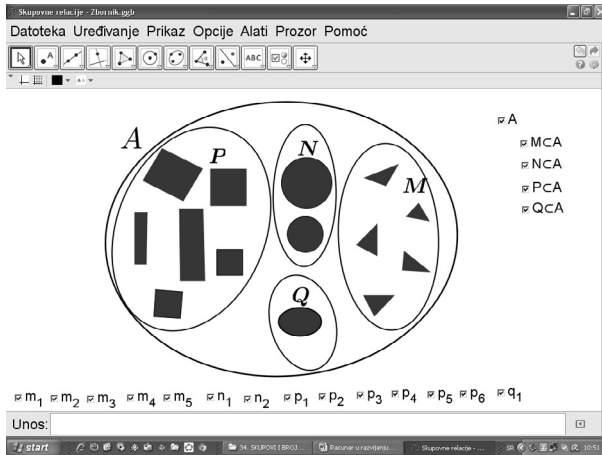 Skupovne relacije - Zbornik.ggb
Datoteka Uređivanje Prikaz Opcije Alati Prozor Pomoć
ABC
A
A P N M Q
M⊂A
N⊂A
P⊂A
Q⊂A
m₁ m₂ m₃ m₄ m₅ n₁ n₂ p₁ p₂ p₃ p₄ p₅ p₆ q₁
Unos:
start 34. SKUPOVI I BROJ... Racunar u razvijanju... Skupovne relacije - ... SR 10:51